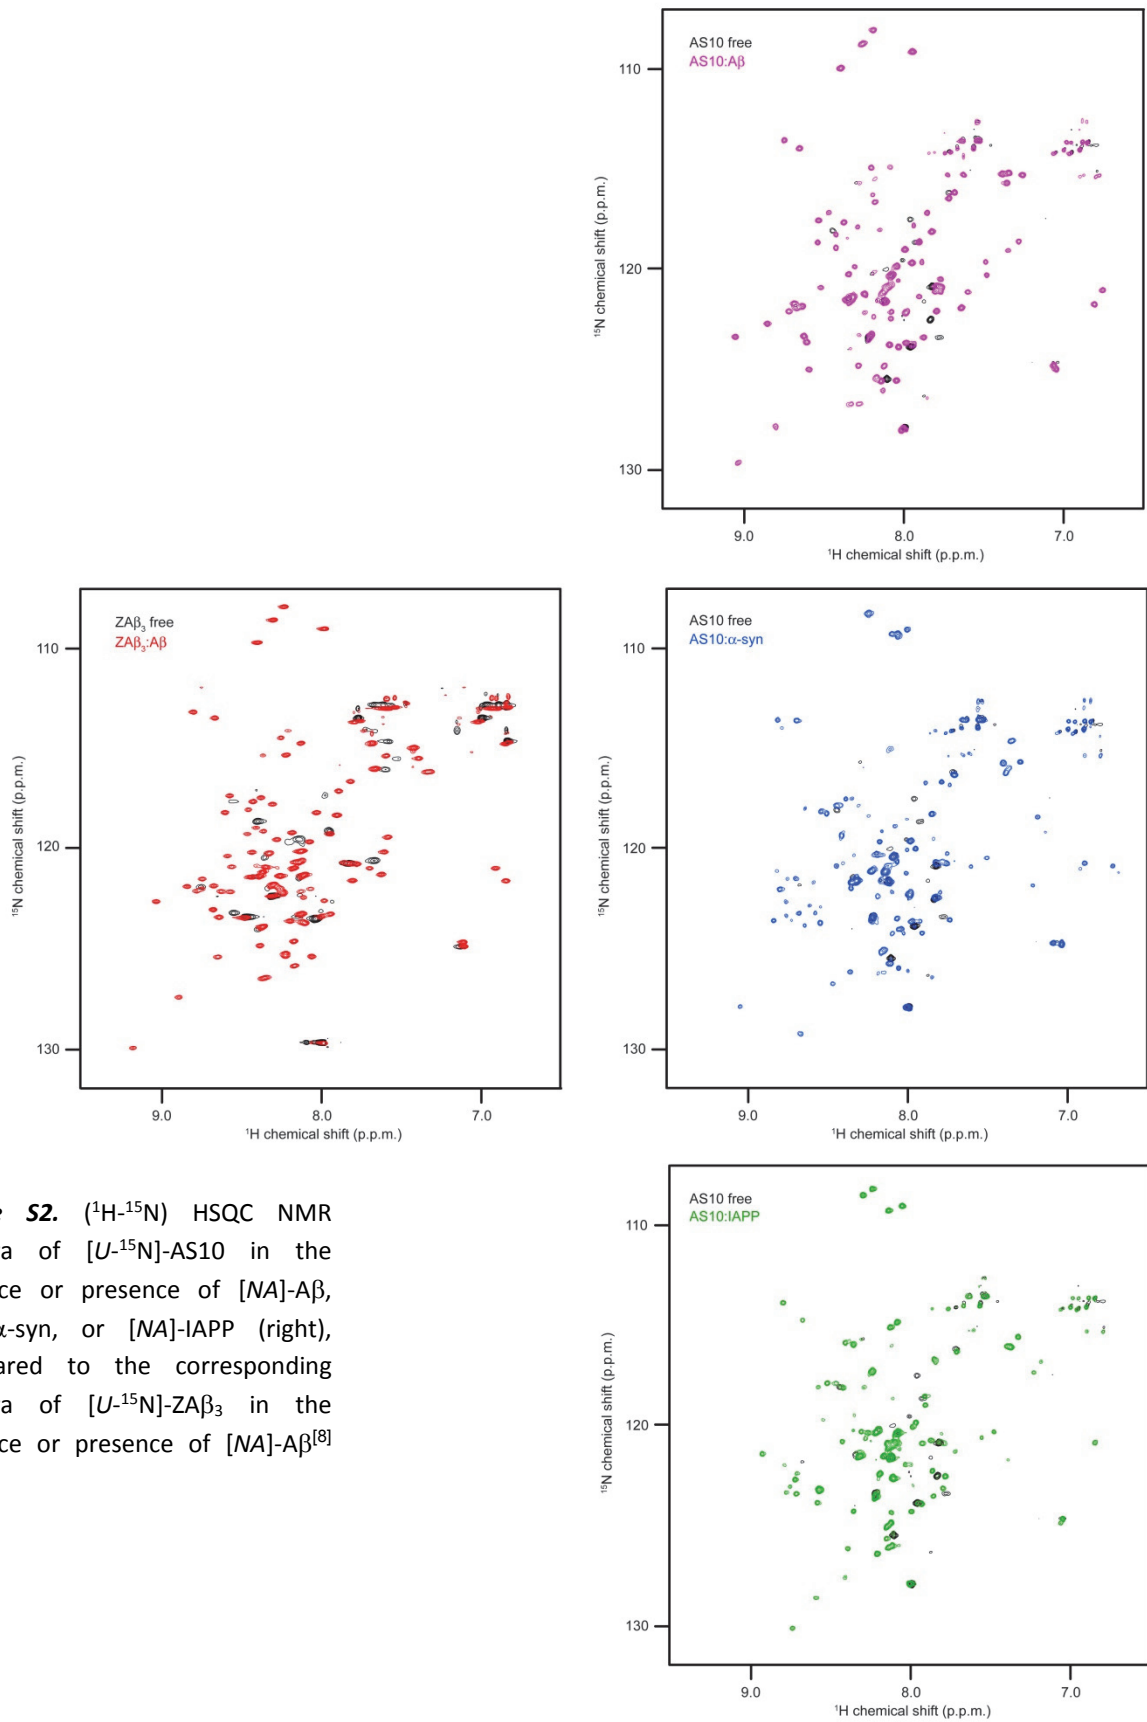 AS10 free
AS10:Aβ
110
120
130
¹⁵N chemical shift (p.p.m.)
9.0 8.0 7.0
¹H chemical shift (p.p.m.)
ZAβ₃ free
ZAβ₃:Aβ
110
120
130
¹⁵N chemical shift (p.p.m.)
9.0 8.0 7.0
¹H chemical shift (p.p.m.)
AS10 free
AS10:α-syn
110
120
130
¹⁵N chemical shift (p.p.m.)
9.0 8.0 7.0
¹H chemical shift (p.p.m.)
S2. (¹H-¹⁵N) HSQC NMR
a of [U-¹⁵N]-AS10 in the
ce or presence of [NA]-Aβ,
α-syn, or [NA]-IAPP (right),
ared to the corresponding
a of [U-¹⁵N]-ZAβ₃ in the
ce or presence of [NA]-Aβ[8]
AS10 free
AS10:IAPP
110
120
130
¹⁵N chemical shift (p.p.m.)
9.0 8.0 7.0
¹H chemical shift (p.p.m.)